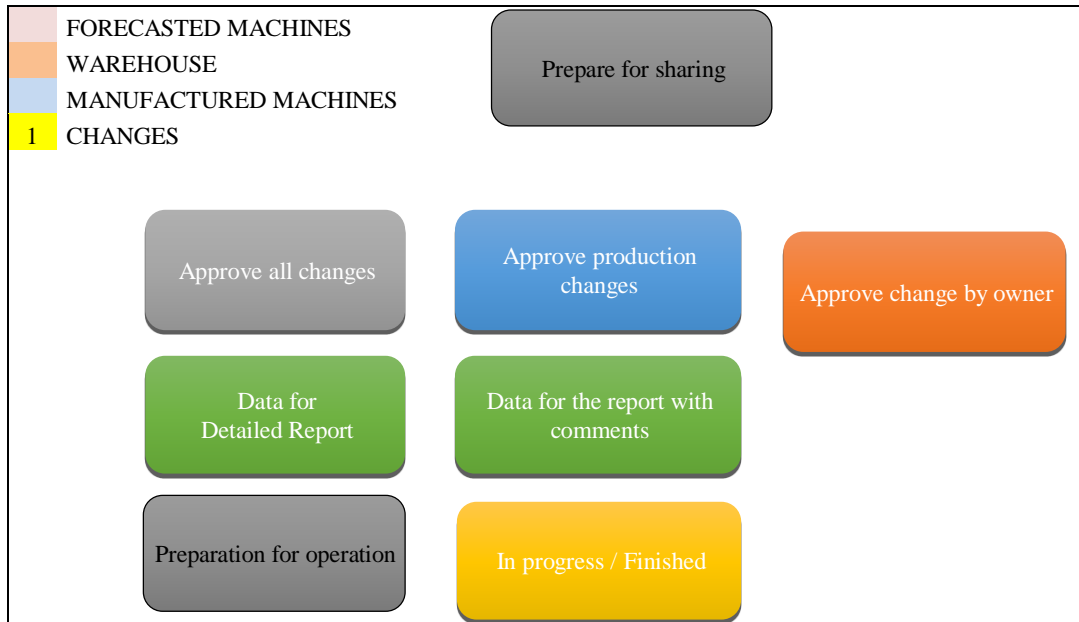 FORECASTED MACHINES
WAREHOUSE
MANUFACTURED MACHINES
1 CHANGES
Prepare for sharing
Approve all changes
Approve production
changes
Approve change by owner
Data for
Detailed Report
Data for the report with
comments
Preparation for operation
In progress / Finished